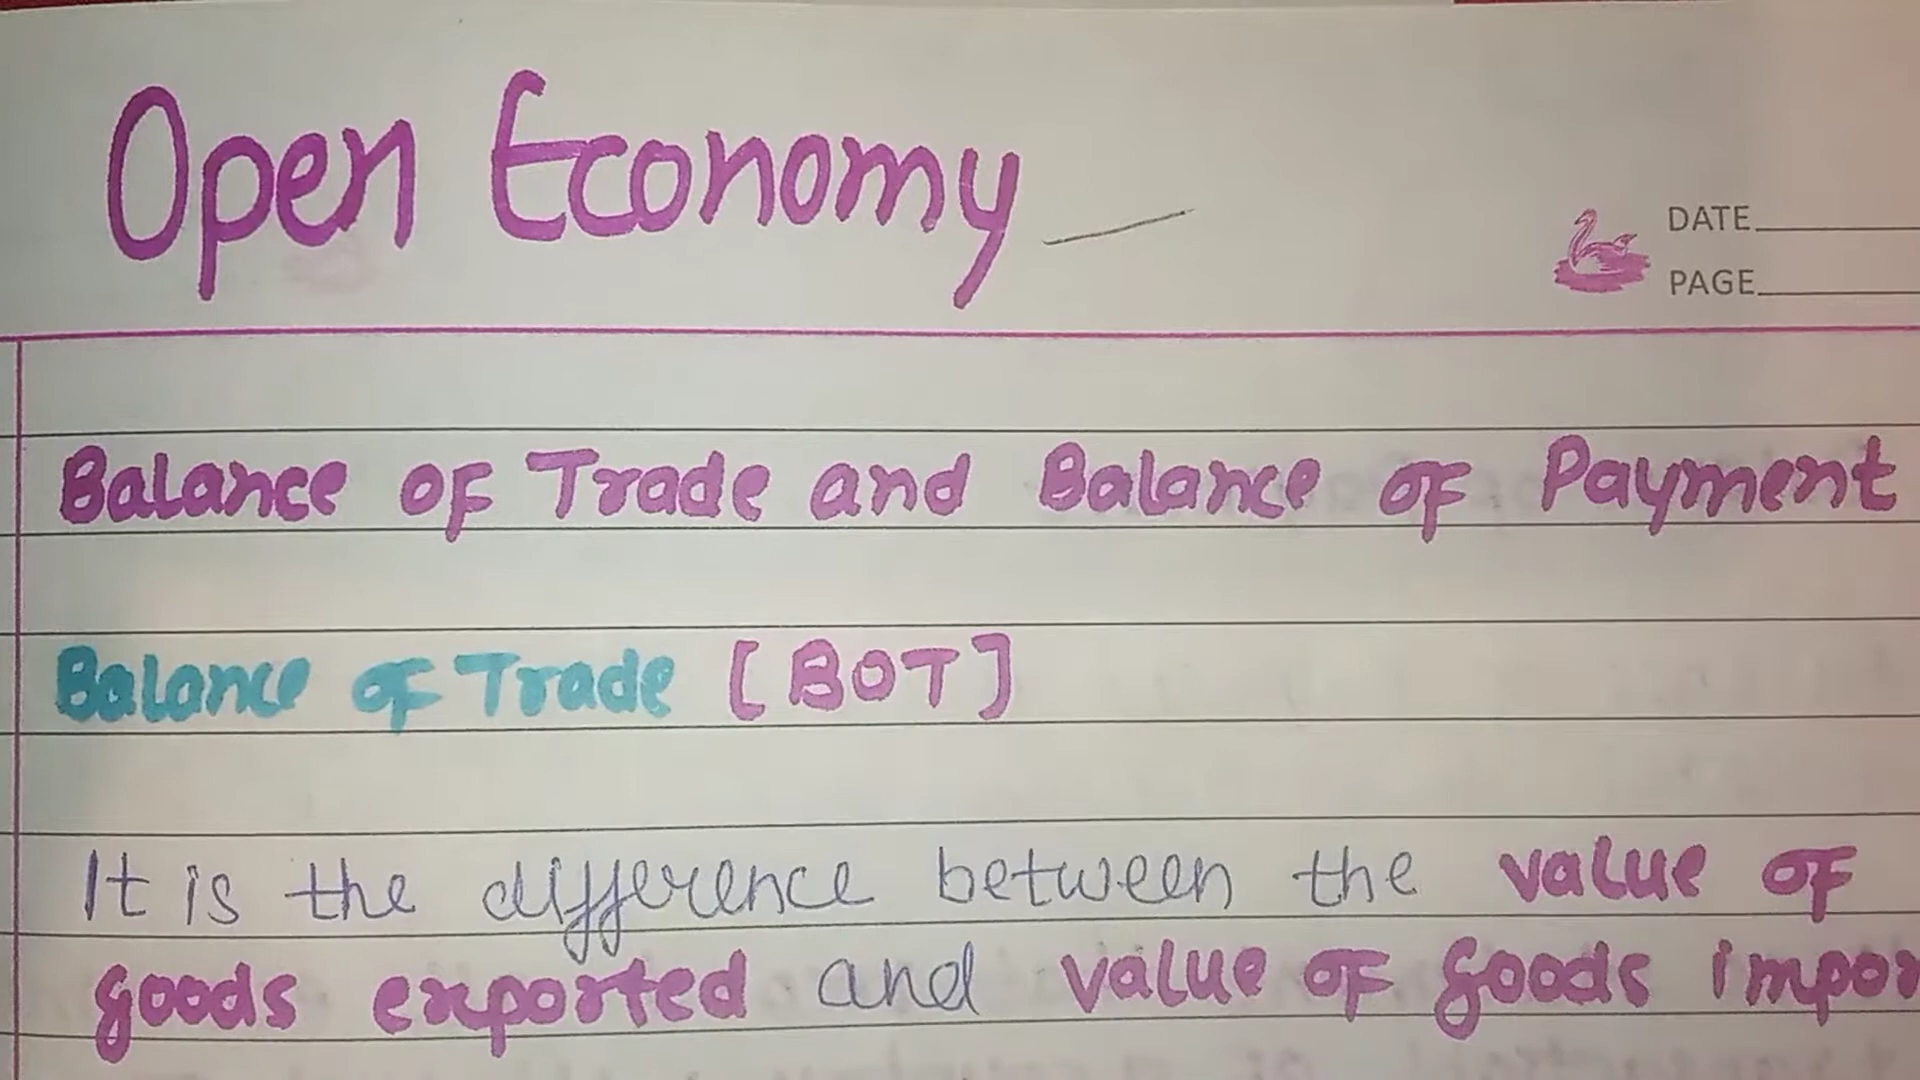 Open Economy
DATE
PAGE
Balance of Trade and Balance of Payment
Balance of Trade [BOT]
It is the difference between the value of
goods exported and value of goods impor